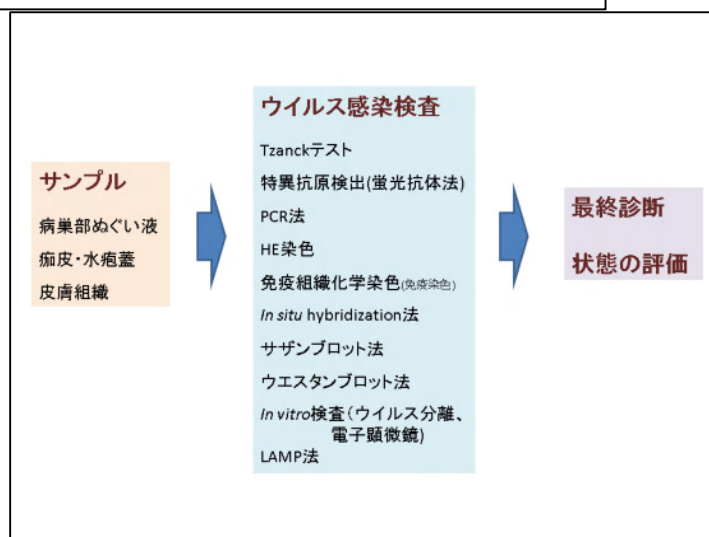 サンプル
病巣部ぬぐい液
痂皮・水疱蓋
皮膚組織
ウイルス感染検査
Tzanckテスト
特異抗原検出(蛍光抗体法)
PCR法
HE染色
免疫組織化学染色(免疫染色)
In situ hybridization法
サザンブロット法
ウエスタンブロット法
In vitro検査(ウイルス分離、
電子顕微鏡)
LAMP法
最終診断
状態の評価